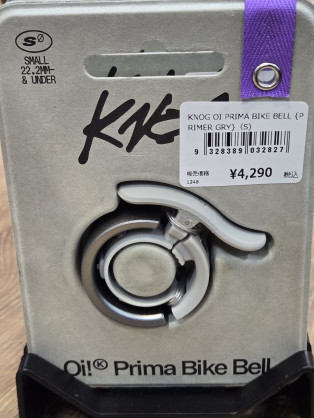 S
SMALL
22.2MM-
& UNDER
KNOG
KNOG OI PRIMA BIKE BELL {P
RIMER GRY} (S)
9 328389 032827
販売価格
1240
¥4,290 税込
Oi!Ⓚ Prima Bike Bell